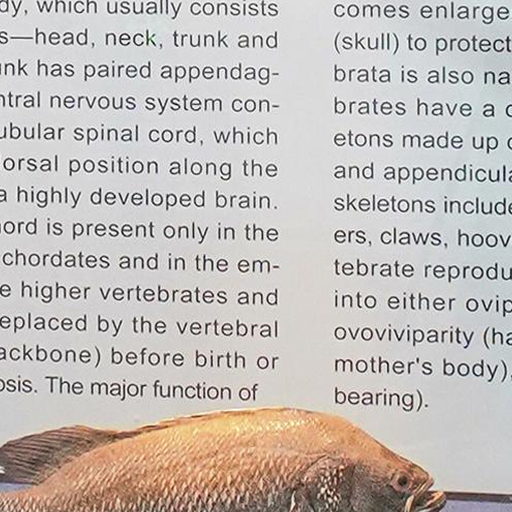 dy, which usually consists
s—head, neck, trunk and
nk has paired appendag-
ntral nervous system con-
ubular spinal cord, which
orsal position along the
a highly developed brain.
ord is present only in the
chordates and in the em-
e higher vertebrates and
eplaced by the vertebral
ackbone) before birth or
osis. The major function of
comes enlarge
(skull) to protect
brata is also na
brates have a c
etons made up o
and appendicula
skeletons include
ers, claws, hoov
tebrate reprodu
into either ovip
ovoviviparity (ha
mother's body),
bearing).